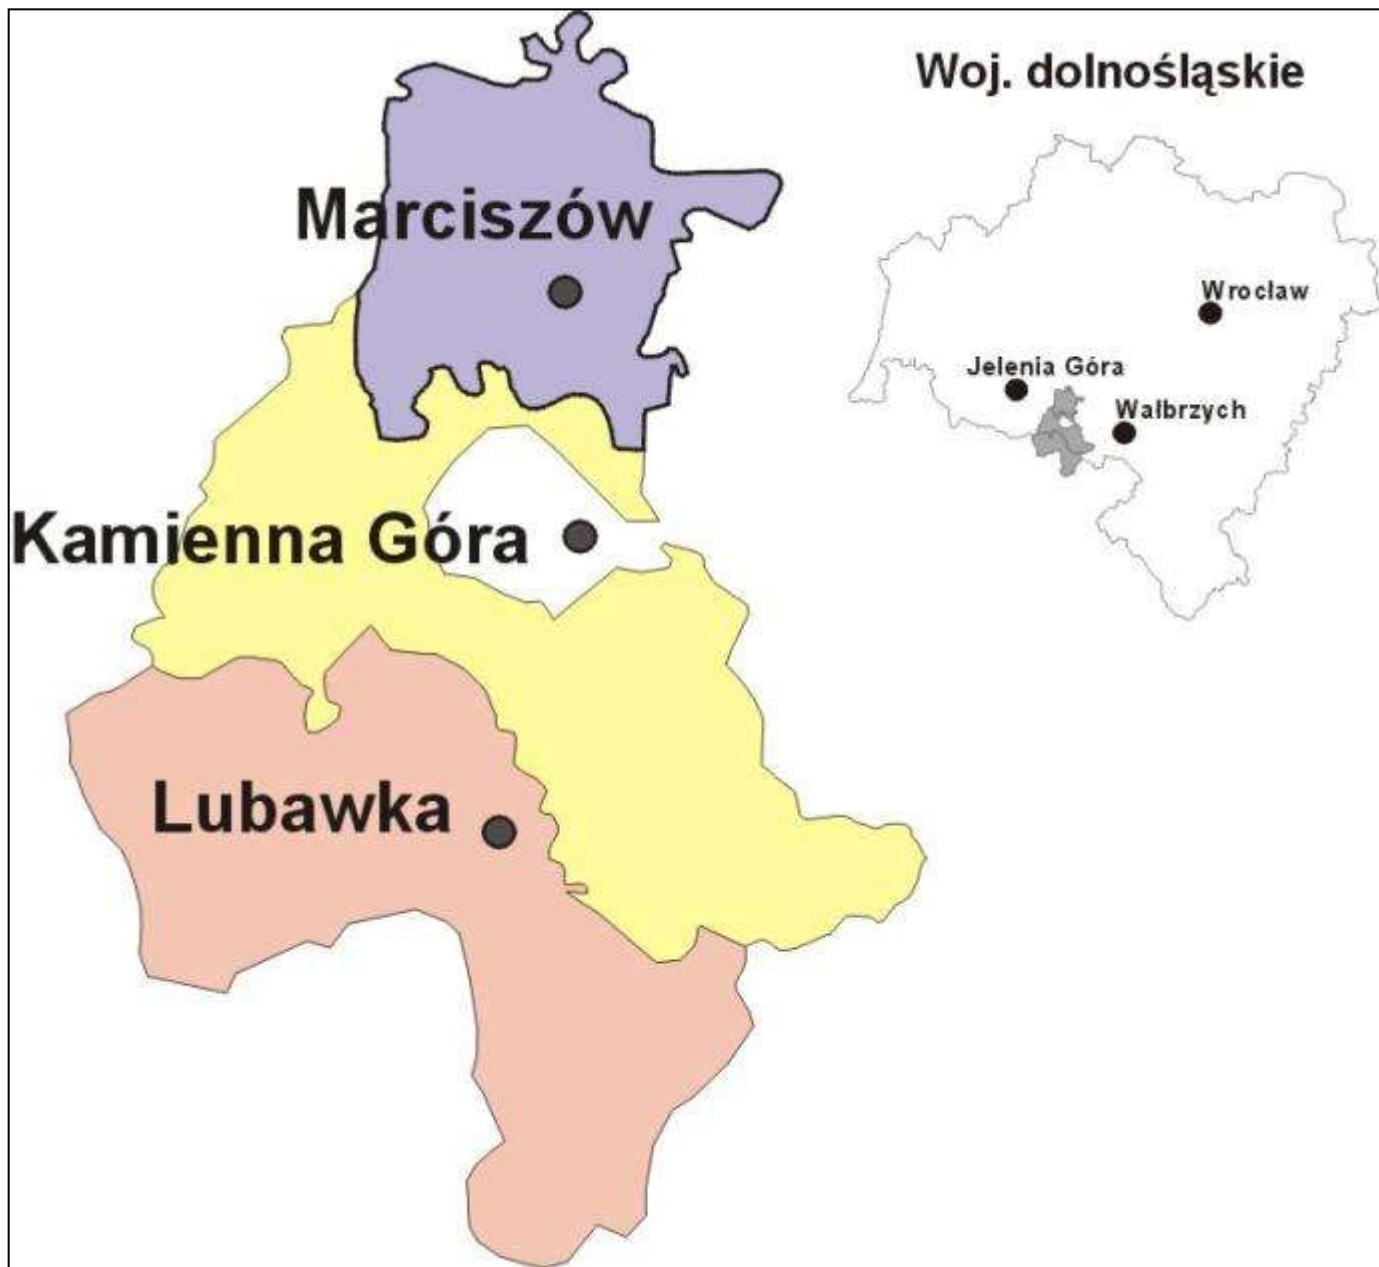 Woj. dolnośląskie
Marciszów
Wrocław
Jelenia Góra
Wałbrzych
Kamienna Góra
Lubawka